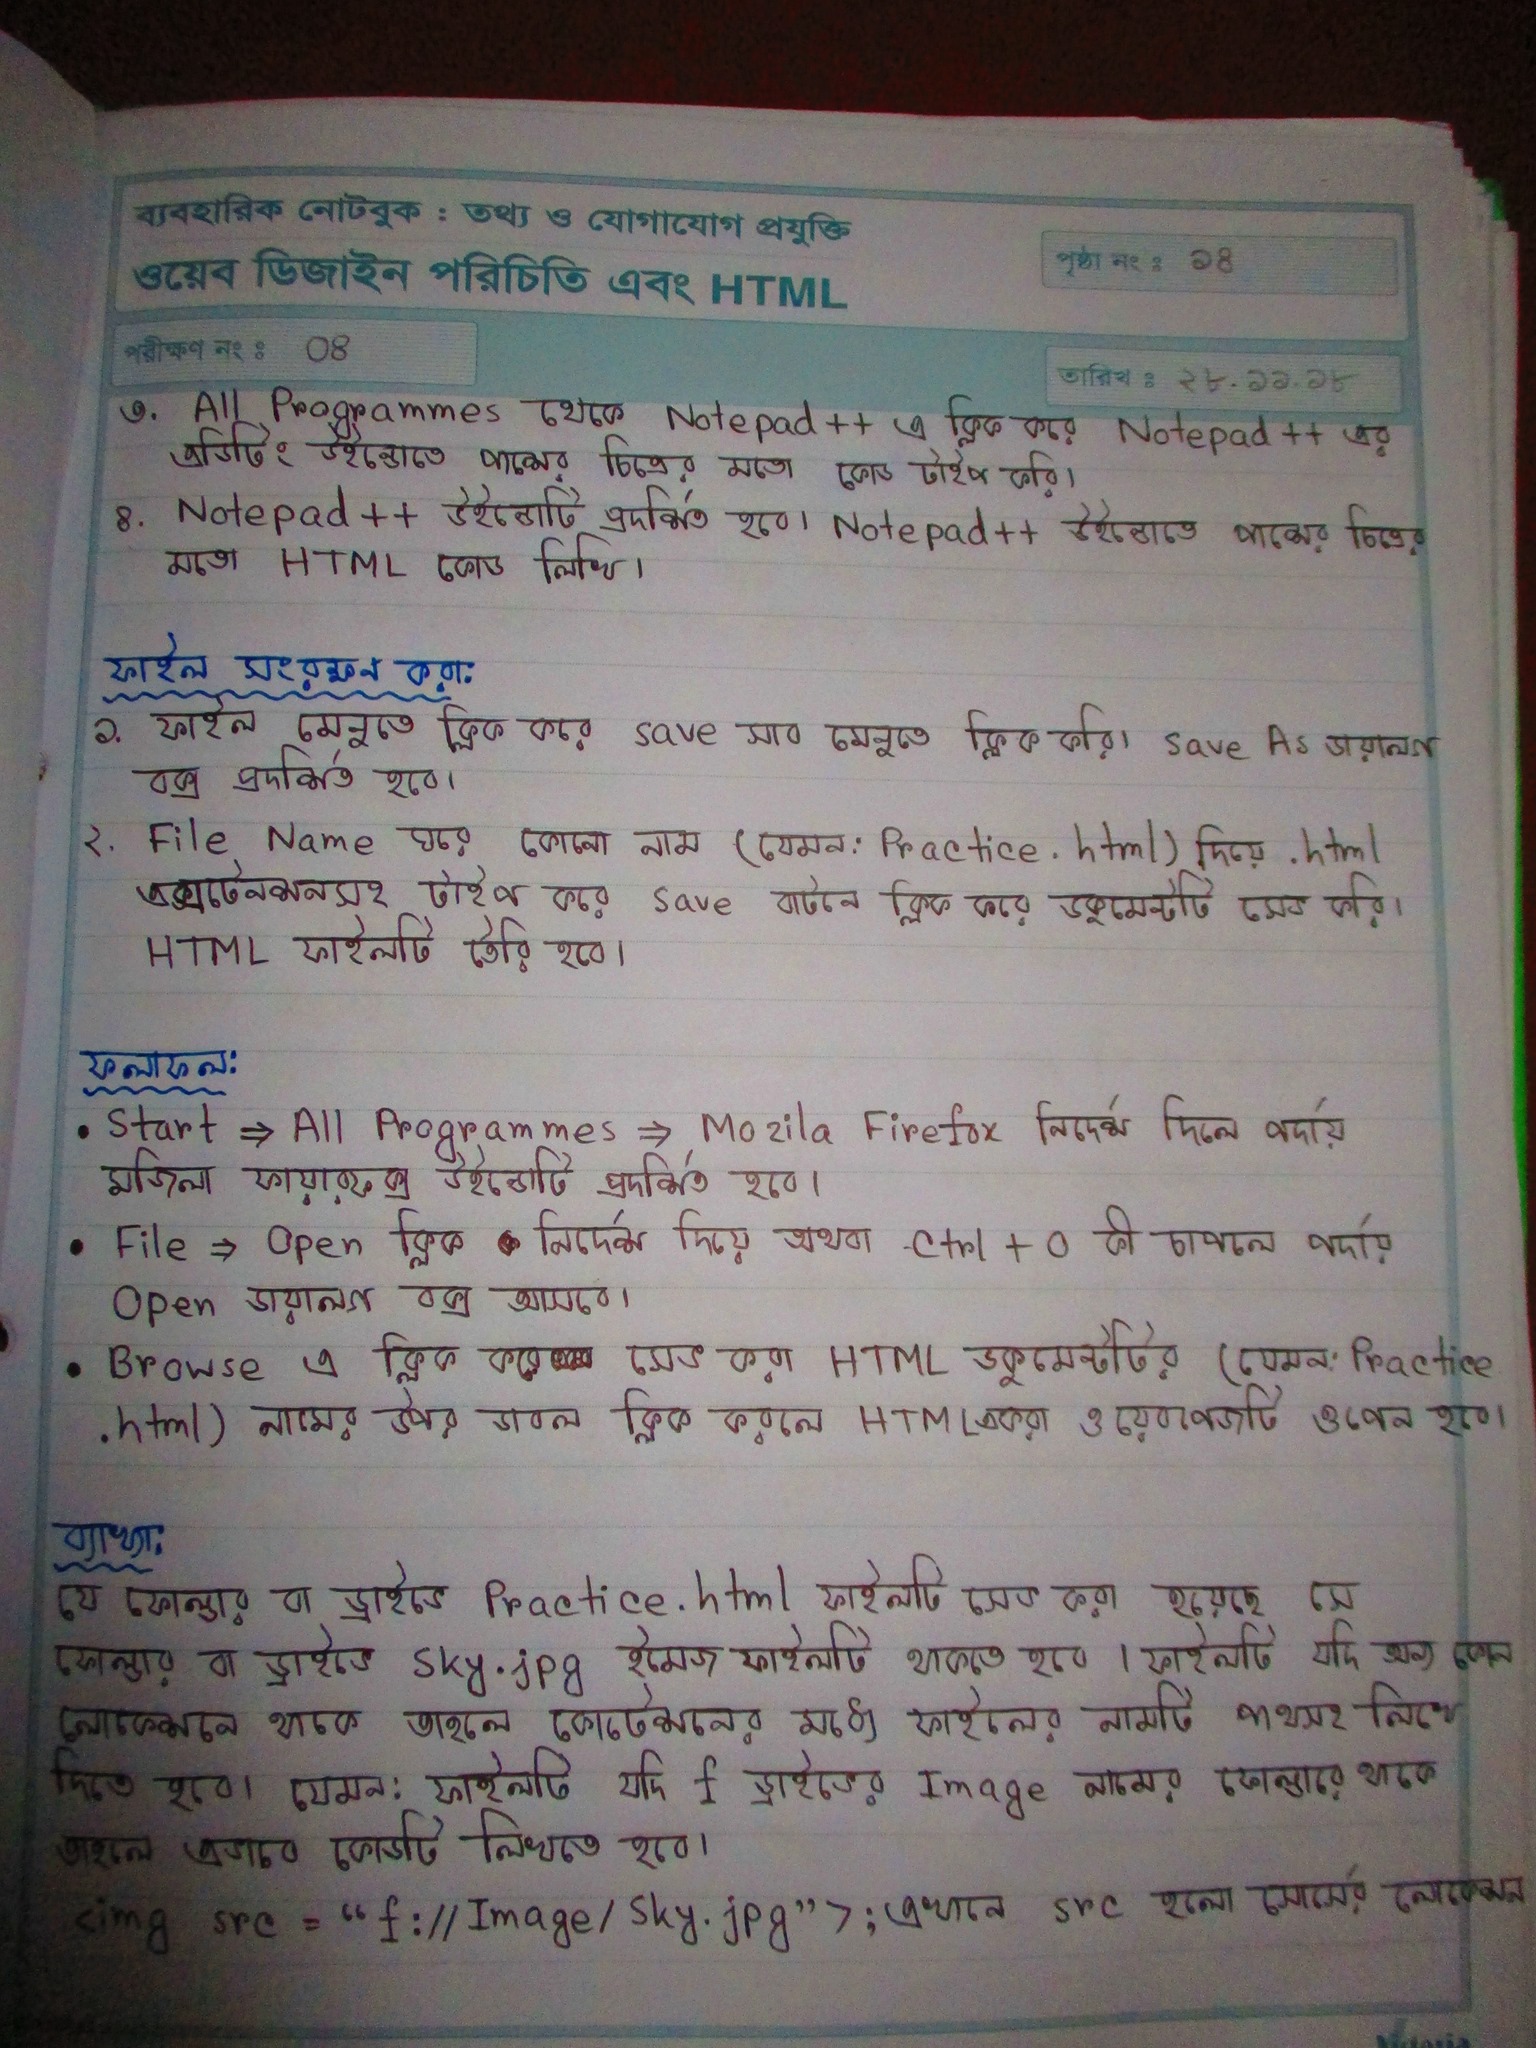 ব্যবহারিক নোটবুক : তথ্য ও যোগাযোগ প্রযুক্তি
ওয়েব ডিজাইন পরিচিতি এবং HTML
পৃষ্ঠা নং : ১৪
পরীক্ষণ নং : 08
তারিখ : ২৮.১১.১৮
৩. All Programmes থেকে Notepad++ এ ক্লিক করে Notepad++ এর
এডিটিং উইন্ডোতে পাশের চিত্রের মতো কোড টাইপ করি।
৪. Notepad++ উইন্ডোটি প্রদর্শিত হবে। Notepad++ উইন্ডোতে পাশের চিত্রের
মতো HTML কোড লিখি।
ফাইল সংরক্ষন করা:
১. ফাইল মেনুতে ক্লিক করে save সাব মেনুতে ক্লিক করি। save As ডায়ালগ
বক্স প্রদর্শিত হবে।
২. File Name ঘরে কোনো নাম (যেমন: Practice.html) দিয়ে .html
এক্সটেনশনসহ টাইপ করে save বাটনে ক্লিক করে ডকুমেন্টটি সেভ করি।
HTML ফাইলটি তৈরি হবে।
ফলাফল:
• Start ⇒ All Programmes ⇒ Mozila Firefox নির্দেশ দিলে পর্দায়
মজিলা ফায়ারফক্স উইন্ডোটি প্রদর্শিত হবে।
• File ⇒ Open ক্লিক নির্দেশ দিয়ে অথবা Ctrl + O কী চাপলে পর্দায়
Open ডায়ালগ বক্স আসবে।
• Browse এ ক্লিক করে সেভ করা HTML ডকুমেন্টটির (যেমন: Practice
.html) নামের উপর ডাবল ক্লিক করলে HTML একরা ওয়েবপেজটি ওপেন হবে।
ব্যাখ্যা:
যে ফোল্ডার বা ড্রাইভে Practice.html ফাইলটি সেভ করা হয়েছে সে
ফোল্ডার বা ড্রাইভে sky.jpg ইমেজ ফাইলটি থাকতে হবে। ফাইলটি যদি অন্য কোন
লোকেশনে থাকে তাহলে কোটেশনের মধ্যে ফাইলের নামটি পাথসহ লিখে
দিতে হবে। যেমন: ফাইলটি যদি f ড্রাইভের Image নামের ফোল্ডারে থাকে
তাহলে এভাবে কোডটি লিখতে হবে।
<img src = “f://Image/sky.jpg”>; এখানে src হলো সোর্সের লোকেশন